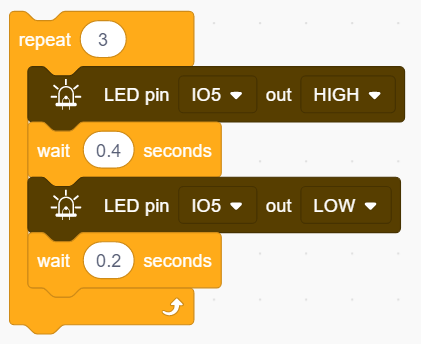 repeat 3
LED pin IO5 out HIGH
wait 0.4 seconds
LED pin IO5 out LOW
wait 0.2 seconds